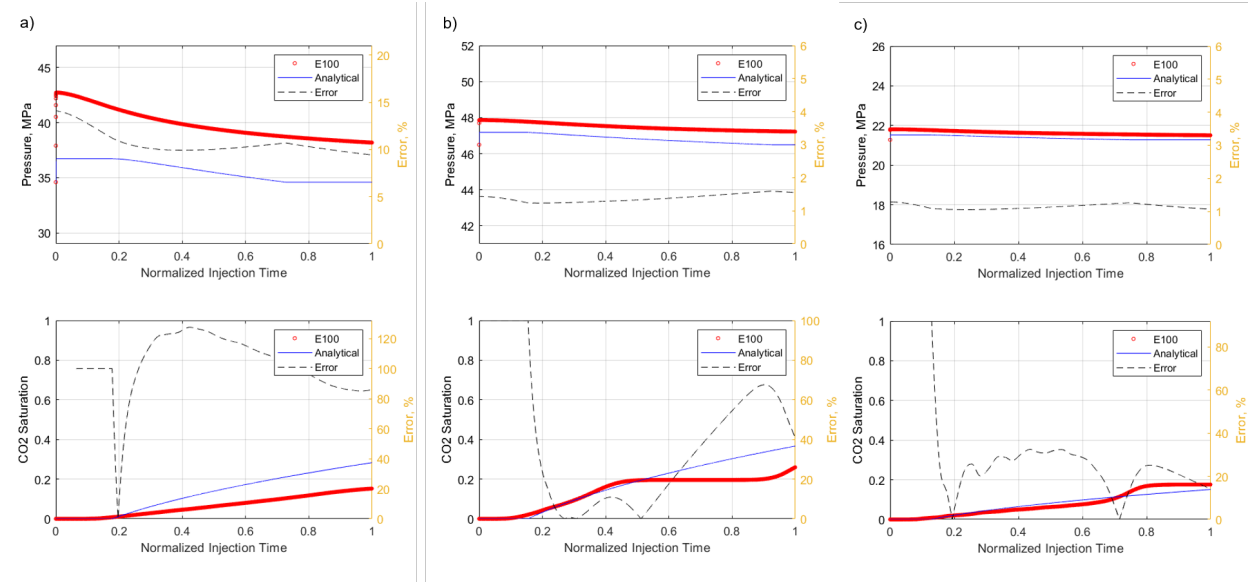 a)
b)
c)
45
40
35
30
Pressure, MPa
20
15
10
5
0
Error, %
E100
Analytical
Error
0
0.2
0.4
0.6
0.8
1
Normalized Injection Time
52
50
48
46
44
42
Pressure, MPa
6
5
4
3
2
1
0
Error, %
E100
Analytical
Error
0
0.2
0.4
0.6
0.8
1
Normalized Injection Time
26
24
22
20
18
16
Pressure, MPa
6
5
4
3
2
1
0
Error, %
E100
Analytical
Error
0
0.2
0.4
0.6
0.8
1
Normalized Injection Time
1
0.8
0.6
0.4
0.2
0
CO2 Saturation
120
100
80
60
40
20
0
Error, %
E100
Analytical
Error
0
0.2
0.4
0.6
0.8
1
Normalized Injection Time
1
0.8
0.6
0.4
0.2
0
CO2 Saturation
100
80
60
40
20
0
Error, %
E100
Analytical
Error
0
0.2
0.4
0.6
0.8
1
Normalized Injection Time
1
0.8
0.6
0.4
0.2
0
CO2 Saturation
80
60
40
20
0
Error, %
E100
Analytical
Error
0
0.2
0.4
0.6
0.8
1
Normalized Injection Time